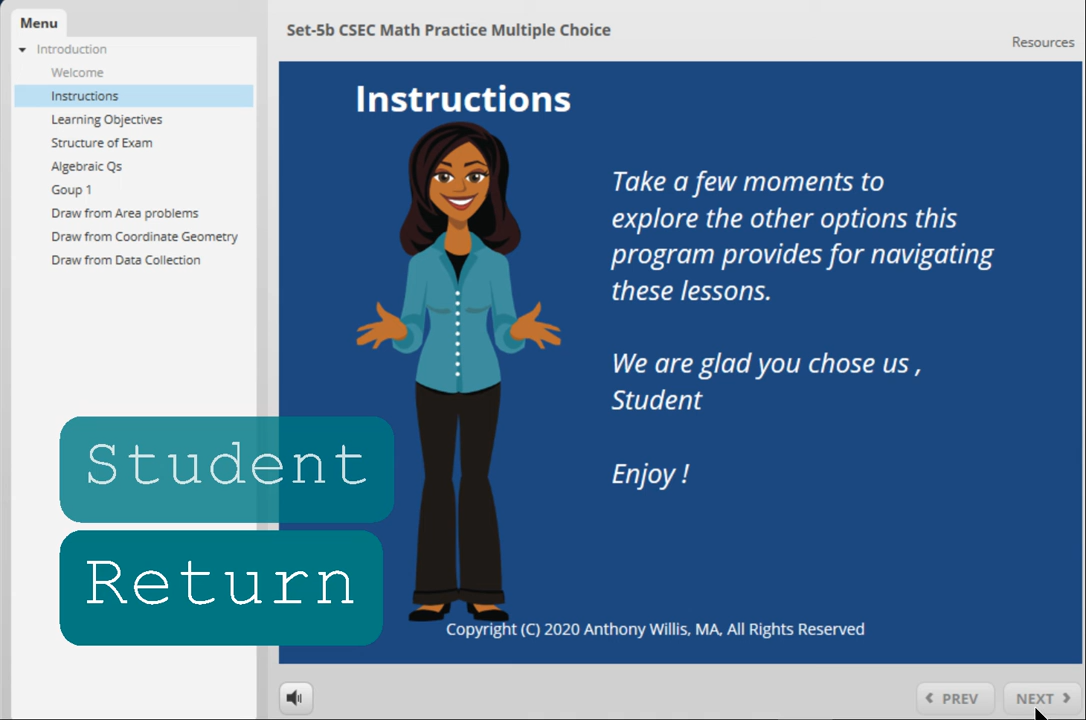 Menu
Introduction
Welcome
Instructions
Learning Objectives
Structure of Exam
Algebraic Qs
Goup 1
Draw from Area problems
Draw from Coordinate Geometry
Draw from Data Collection
Set-5b CSEC Math Practice Multiple Choice
Resources
Instructions
Take a few moments to
explore the other options this
program provides for navigating
these lessons.
We are glad you chose us ,
Student
Enjoy !
Student
Return
Copyright (C) 2020 Anthony Willis, MA, All Rights Reserved
PREV
NEXT